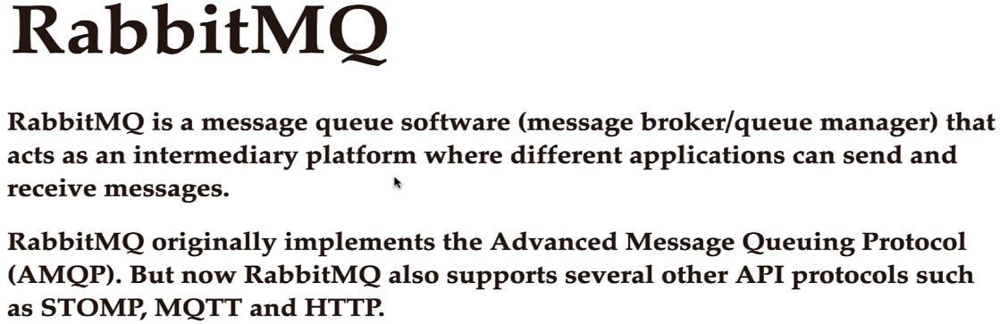 RabbitMQ
RabbitMQ is a message queue software (message broker/queue manager) that
acts as an intermediary platform where different applications can send and
receive messages.
RabbitMQ originally implements the Advanced Message Queuing Protocol
(AMQP). But now RabbitMQ also supports several other API protocols such
as STOMP, MQTT and HTTP.